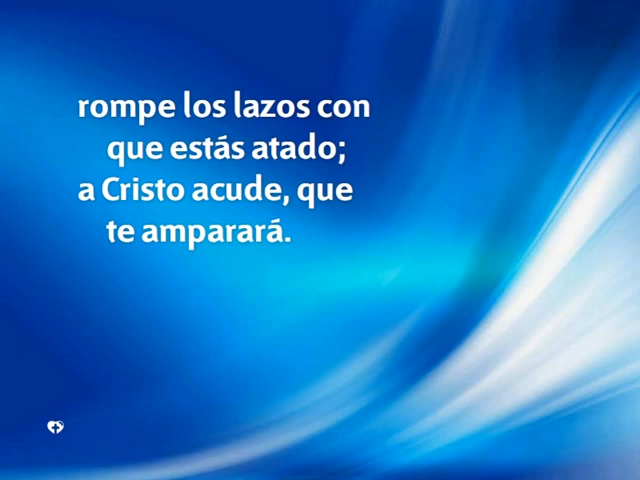 rompe los lazos con
que estás atado;
a Cristo acude, que
te amparará.